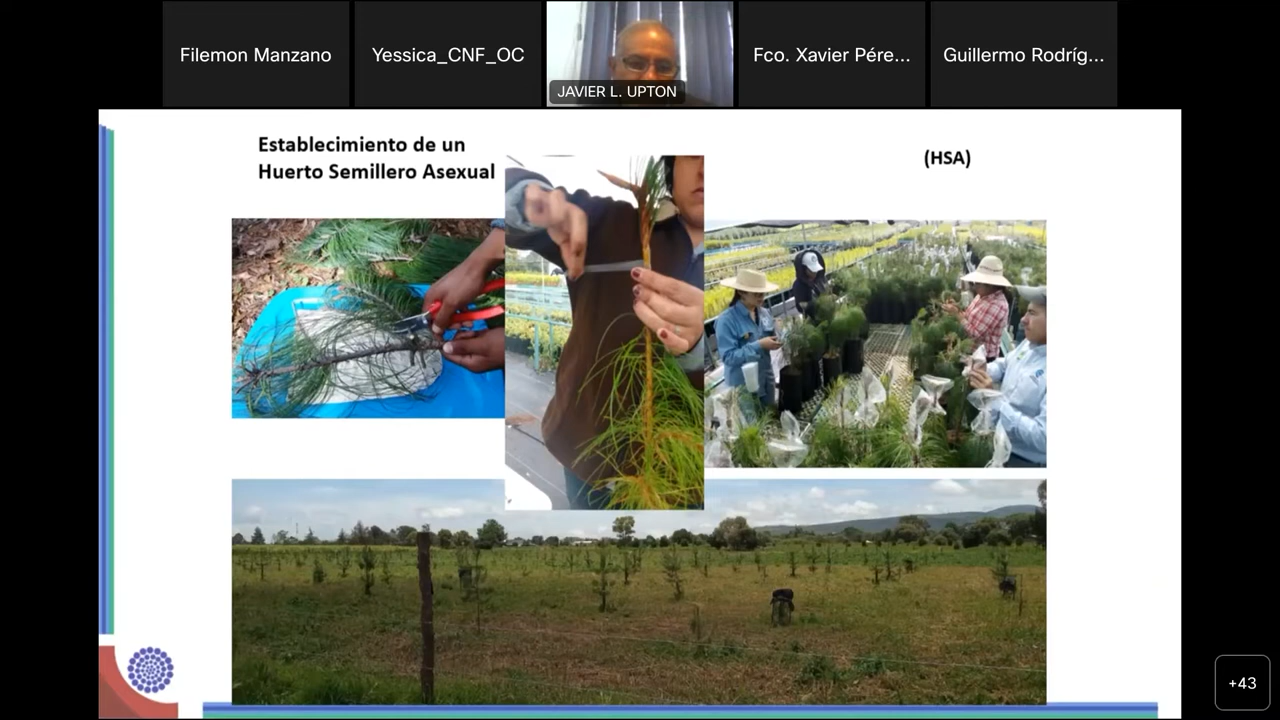 Filemon Manzano
Yessica_CNF_OC
JAVIER L. UPTON
Fco. Xavier Pére...
Guillermo Rodríg...
Establecimiento de un
Huerto Semillero Asexual
(HSA)
+43